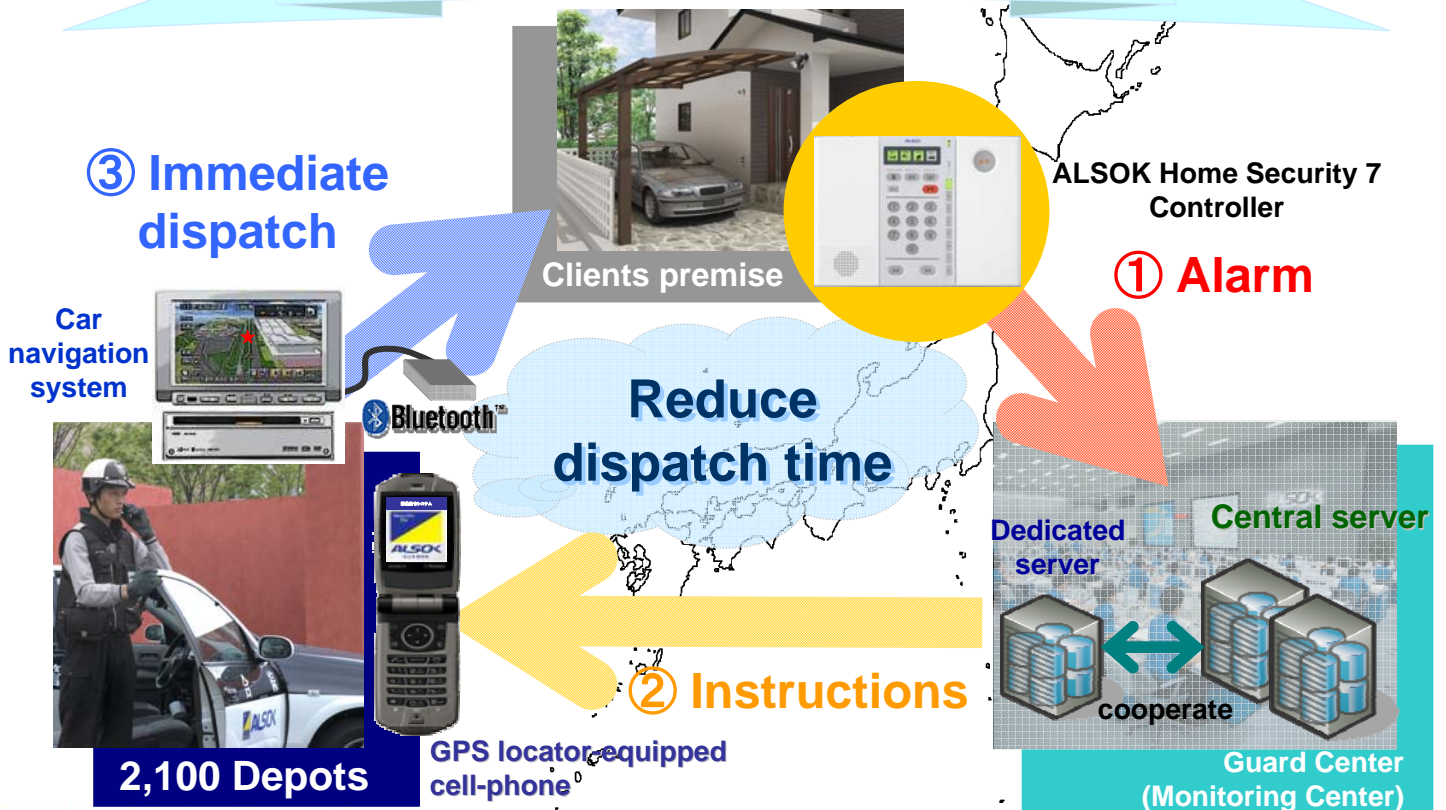 ③ Immediate
dispatch
Clients premise
ALSOK Home Security 7
Controller
① Alarm
Car
navigation
system
Bluetooth™
Reduce
dispatch time
Dedicated
server
Central server
cooperate
Guard Center
(Monitoring Center)
② Instructions
ALSOK
ALSOK
GPS locator-equipped
cell-phone
2,100 Depots